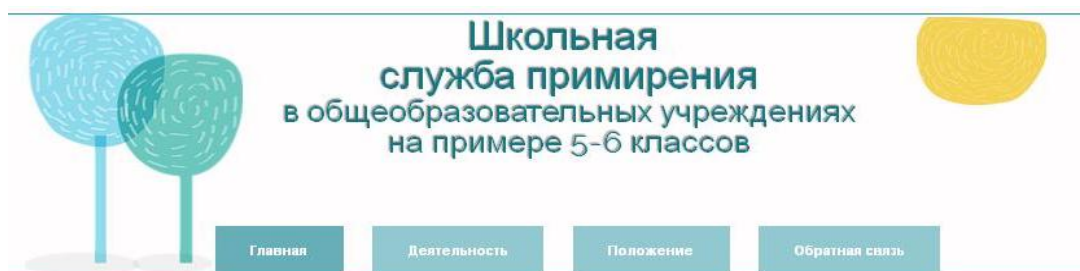 Школьная
служба примирения
в общеобразовательных учреждениях
на примере 5-6 классов
Главная Деятельность Положение Обратная связь